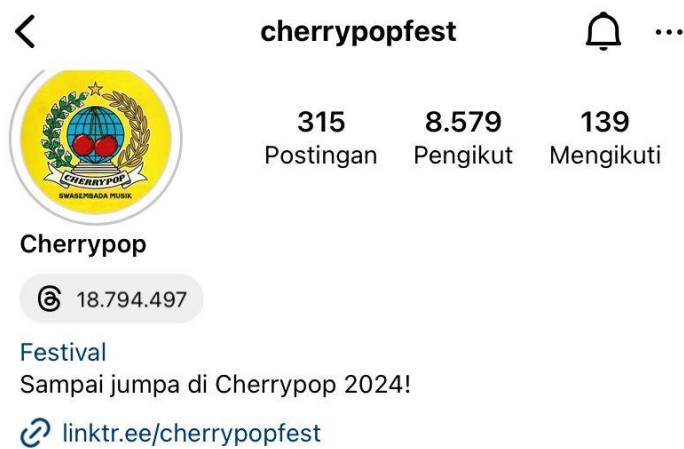 cherrypopfest
315 8.579 139
Postingan Pengikut Mengikuti
CHERRYPOP
SWASEMBADA MUSIK
Cherrypop
18.794.497
Festival
Sampai jumpa di Cherrypop 2024!
linktr.ee/cherrypopfest